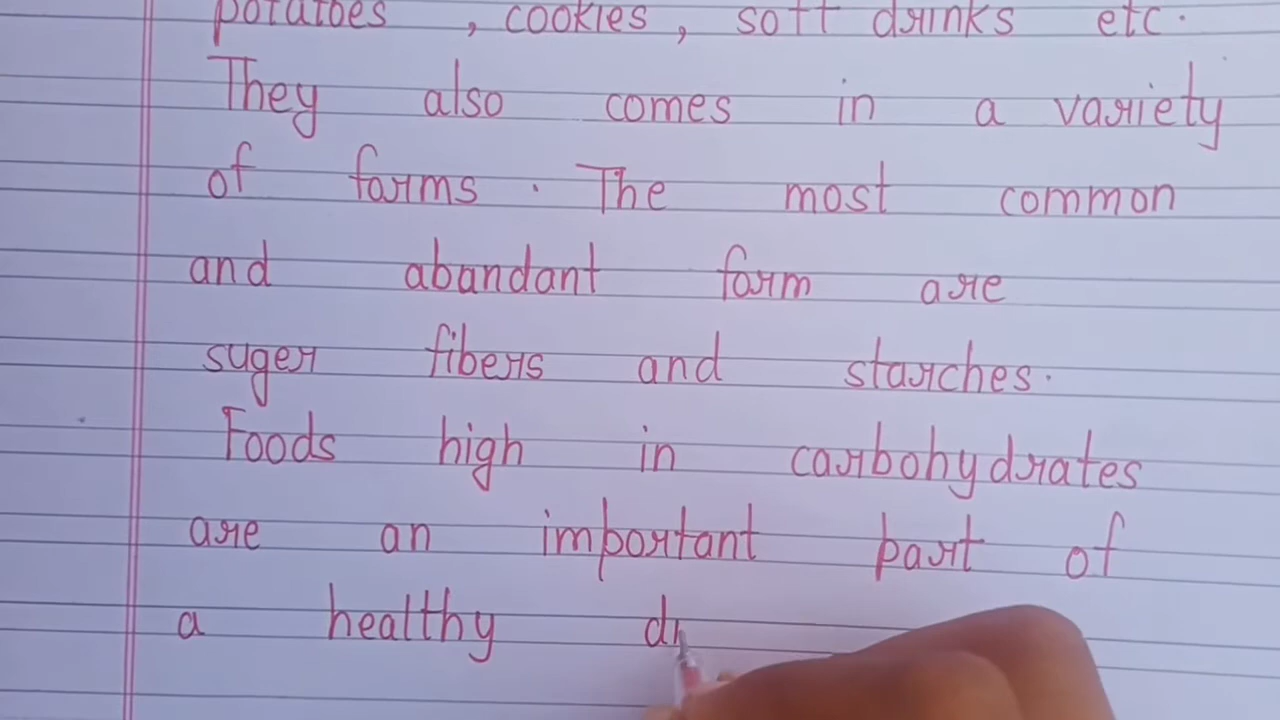 potatoes , cookies , soft drinks etc.
They also comes in a variety
of forms . The most common
and abandant form are
suger fibers and starches.
Foods high in carbohydrates
are an important part of
a healthy